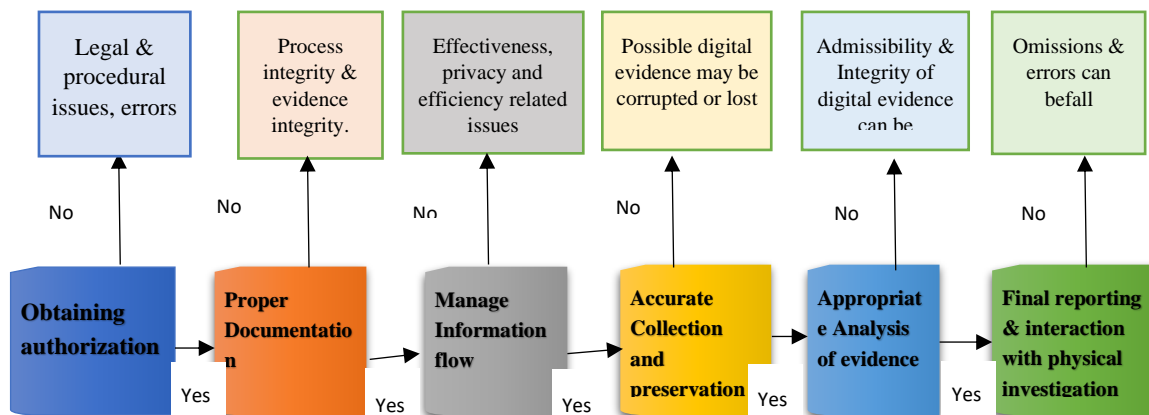 Legal &
procedural
issues, errors
Process
integrity &
evidence
integrity.
Effectiveness,
privacy and
efficiency related
issues
Possible digital
evidence may be
corrupted or lost
Admissibility &
Integrity of
digital evidence
can be
Omissions &
errors can
befall
No
No
No
No
No
No
Obtaining
authorization
Proper
Documentatio
n
Manage
Information
flow
Accurate
Collection
and
preservation
Appropriat
e Analysis
of evidence
Final reporting
& interaction
with physical
investigation
Yes
Yes
Yes
Yes
Yes